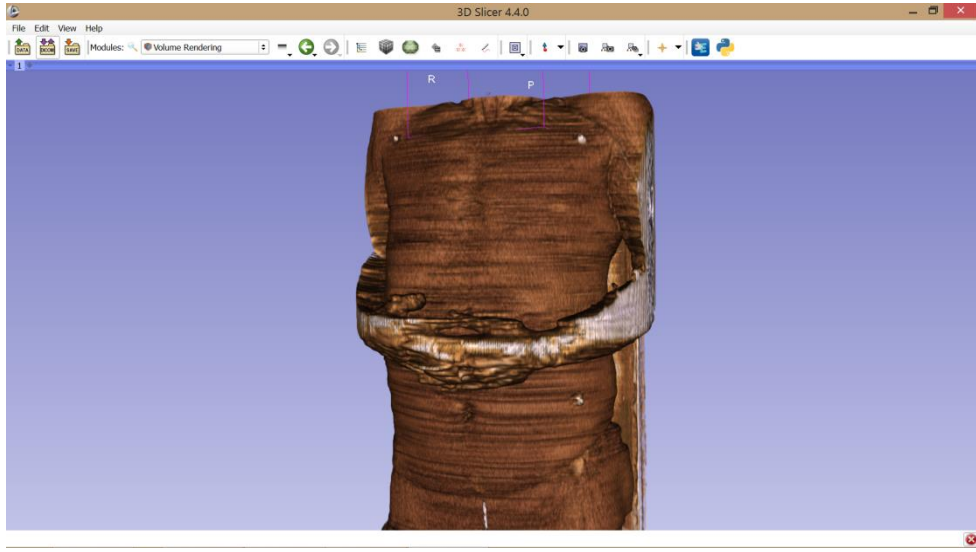 3D Slicer 4.4.0
File Edit View Help
DATA DCM SAVE Modules: Volume Rendering
1
R P